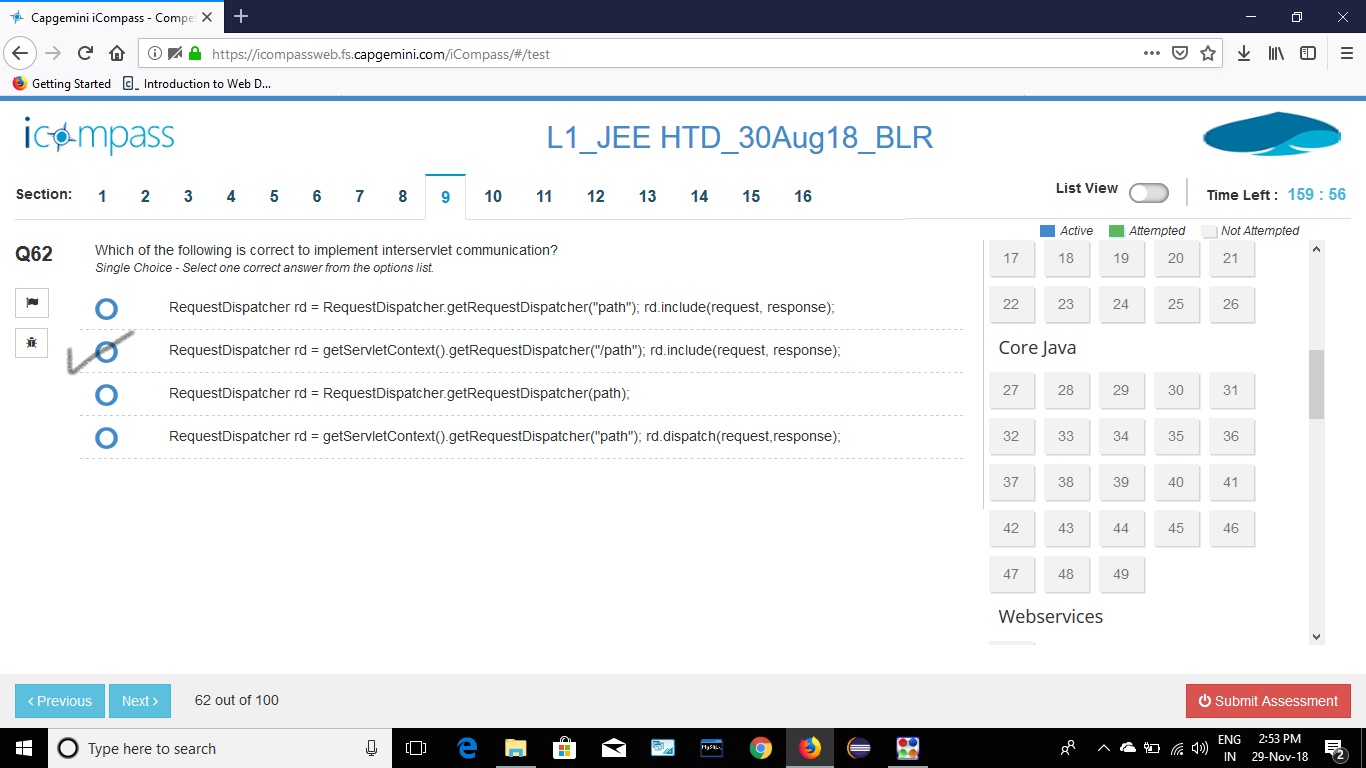 Capgemini iCompass - Compe
https://icompassweb.fs.capgemini.com/iCompass/#/test
Getting Started Introduction to Web D...
icompass
L1_JEE HTD_30Aug18_BLR
Section: 1 2 3 4 5 6 7 8 9 10 11 12 13 14 15 16
List View
Time Left : 159 : 56
Active Attempted Not Attempted
Q62
Which of the following is correct to implement interservlet communication?
Single Choice - Select one correct answer from the options list.
RequestDispatcher rd = RequestDispatcher.getRequestDispatcher("path"); rd.include(request, response);
RequestDispatcher rd = getServletContext().getRequestDispatcher("/path"); rd.include(request, response);
RequestDispatcher rd = RequestDispatcher.getRequestDispatcher(path);
RequestDispatcher rd = getServletContext().getRequestDispatcher("path"); rd.dispatch(request,response);
17 18 19 20 21
22 23 24 25 26
Core Java
27 28 29 30 31
32 33 34 35 36
37 38 39 40 41
42 43 44 45 46
47 48 49
Webservices
Previous
Next
62 out of 100
Submit Assessment
Type here to search
MySQL
ENG
IN
2:53 PM
29-Nov-18
2